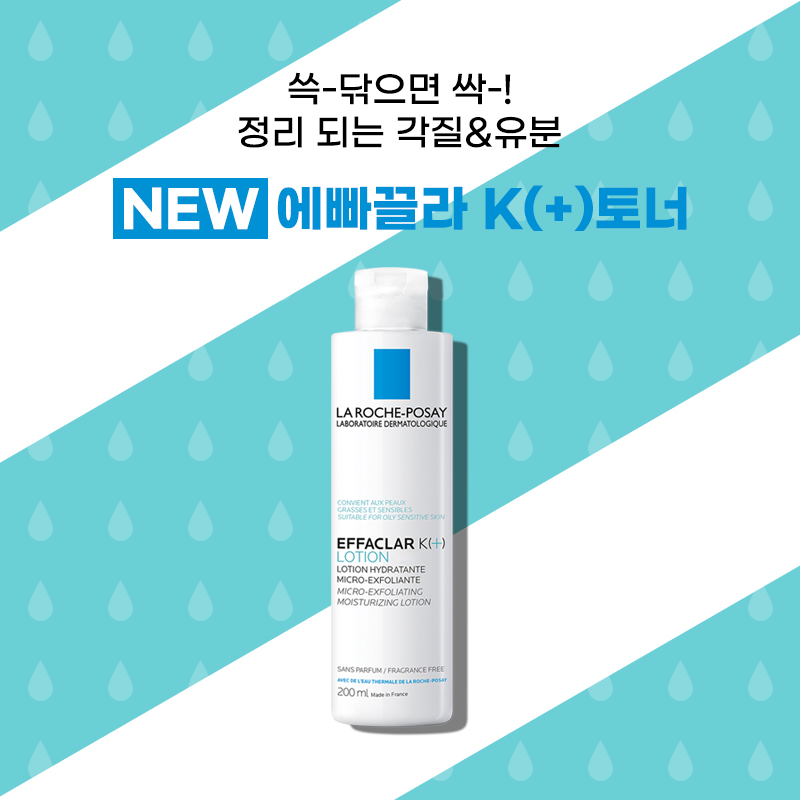 쓱-닦으면 싹-!
정리 되는 각질&유분
NEW 에빠끌라 K(+)토너
LA ROCHE-POSAY
LABORATOIRE DERMATOLOGIQUE
CONVIENT AUX PEAUX
GRASSES ET SENSIBLES
SUITABLE FOR OILY SENSITIVE SKIN
EFFACLAR K(+)
LOTION
LOTION HYDRATANTE
MICRO-EXFOLIANTE
MICRO-EXFOLIATING
MOISTURIZING LOTION
SANS PARFUM / FRAGRANCE FREE
AVEC DE L'EAU THERMALE DE LA ROCHE-POSAY
200 ml Made in France